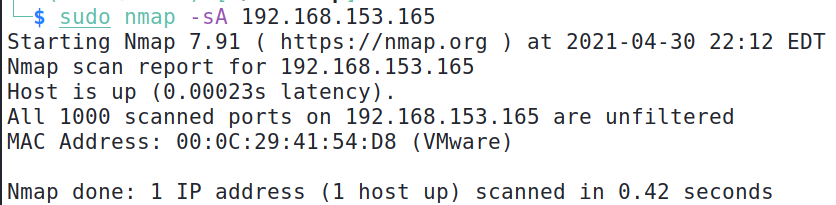 $ sudo nmap -sA 192.168.153.165
Starting Nmap 7.91 ( https://nmap.org ) at 2021-04-30 22:12 EDT
Nmap scan report for 192.168.153.165
Host is up (0.00023s latency).
All 1000 scanned ports on 192.168.153.165 are unfiltered
MAC Address: 00:0C:29:41:54:D8 (VMware)
Nmap done: 1 IP address (1 host up) scanned in 0.42 seconds